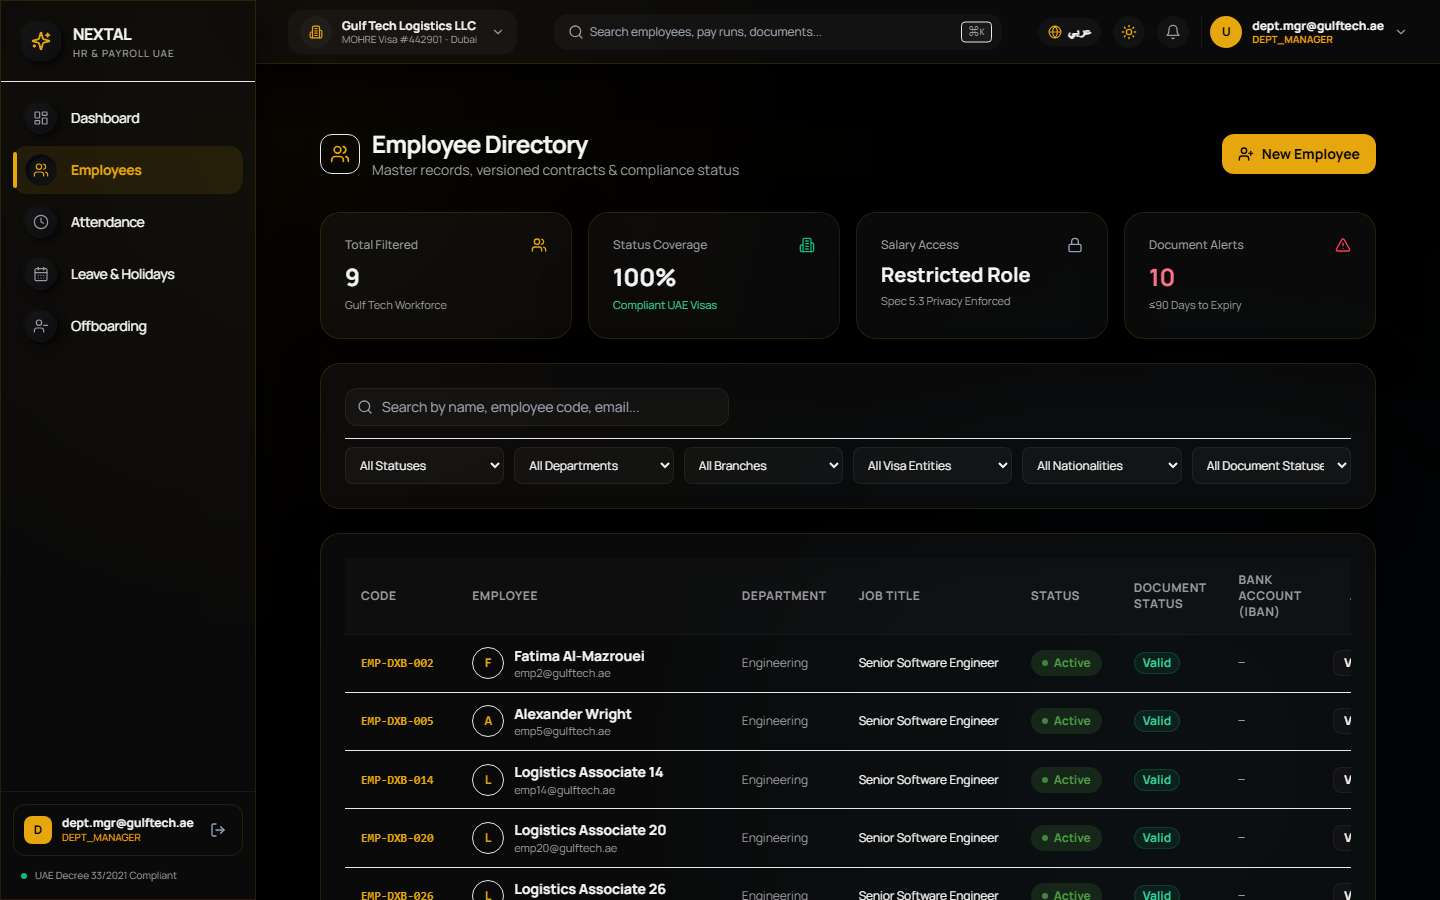 NEXTAL
HR & PAYROLL UAE
Dashboard
Employees
Attendance
Leave & Holidays
Offboarding
D
dept.mgr@gulftech.ae
DEPT_MANAGER
UAE Decree 33/2021 Compliant
Gulf Tech Logistics LLC
MOHRE Visa #442901 - Dubai
Search employees, pay runs, documents...
⌘K
عربي
U
dept.mgr@gulftech.ae
DEPT_MANAGER
Employee Directory
Master records, versioned contracts & compliance status
New Employee
Total Filtered
9
Gulf Tech Workforce
Status Coverage
100%
Compliant UAE Visas
Salary Access
Restricted Role
Spec 5.3 Privacy Enforced
Document Alerts
10
≤90 Days to Expiry
Search by name, employee code, email...
All Statuses
All Departments
All Branches
All Visa Entities
All Nationalities
All Document Statuse
CODE EMPLOYEE DEPARTMENT JOB TITLE STATUS DOCUMENT STATUS BANK ACCOUNT (IBAN)
EMP-DXB-002 F Fatima Al-Mazrouei Engineering Senior Software Engineer Active Valid – V
emp2@gulftech.ae
EMP-DXB-005 A Alexander Wright Engineering Senior Software Engineer Active Valid – V
emp5@gulftech.ae
EMP-DXB-014 L Logistics Associate 14 Engineering Senior Software Engineer Active Valid – V
emp14@gulftech.ae
EMP-DXB-020 L Logistics Associate 20 Engineering Senior Software Engineer Active Valid – V
emp20@gulftech.ae
EMP-DXB-026 L Logistics Associate 26 Engineering Senior Software Engineer Active Valid – V